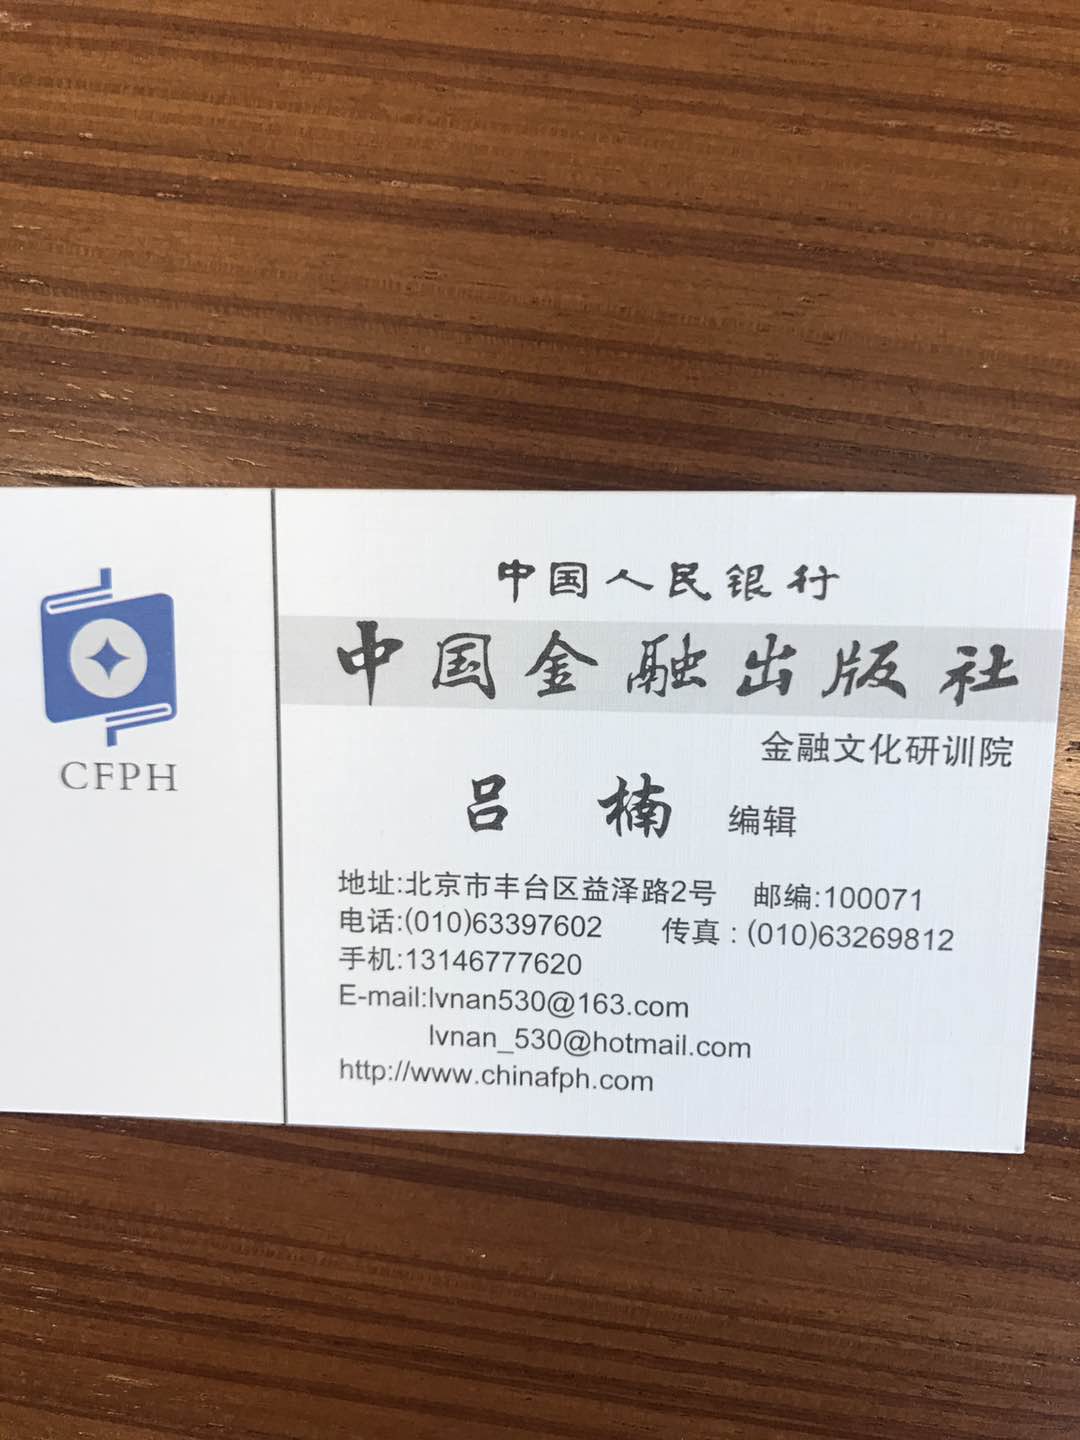 CFPH
中国人民银行
中国金融出版社
金融文化研训院
吕 楠 编辑
地址:北京市丰台区益泽路2号 邮编:100071
电话:(010)63397602 传真:(010)63269812
手机:13146777620
E-mail:lvnan530@163.com
lvnan_530@hotmail.com
http://www.chinafph.com